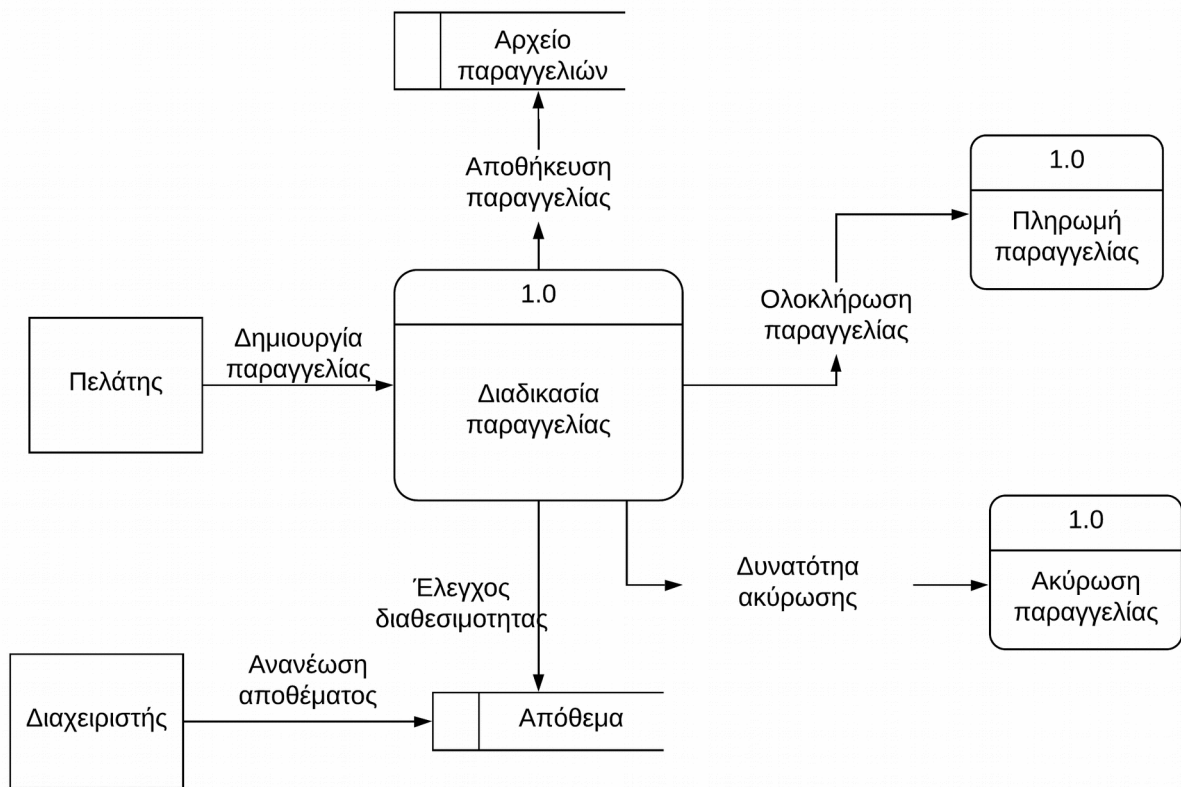 Αρχείο
παραγγελιών
Αποθήκευση
παραγγελίας
1.0
Πληρωμή
παραγγελίας
1.0
Διαδικασία
παραγγελίας
Ολοκλήρωση
παραγγελίας
Πελάτης
Δημιουργία
παραγγελίας
Έλεγχος
διαθεσιμοτητας
Δυνατότηα
ακύρωσης
1.0
Ακύρωση
παραγγελίας
Διαχειριστής
Ανανέωση
αποθέματος
Απόθεμα